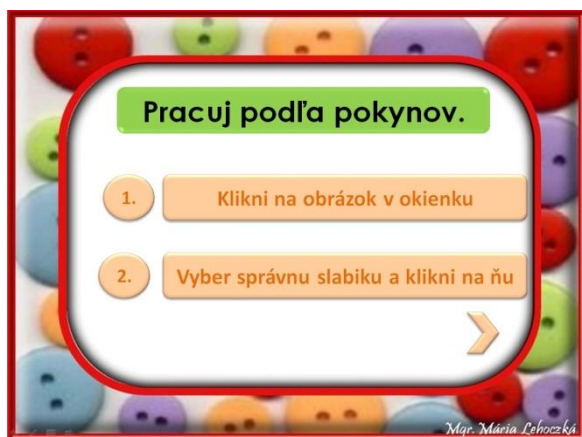 Pracuj podľa pokynov.
1. Klikni na obrázok v okienku
2. Vyber správnu slabiku a klikni na ňu
Mgr. Mária Lehoczká